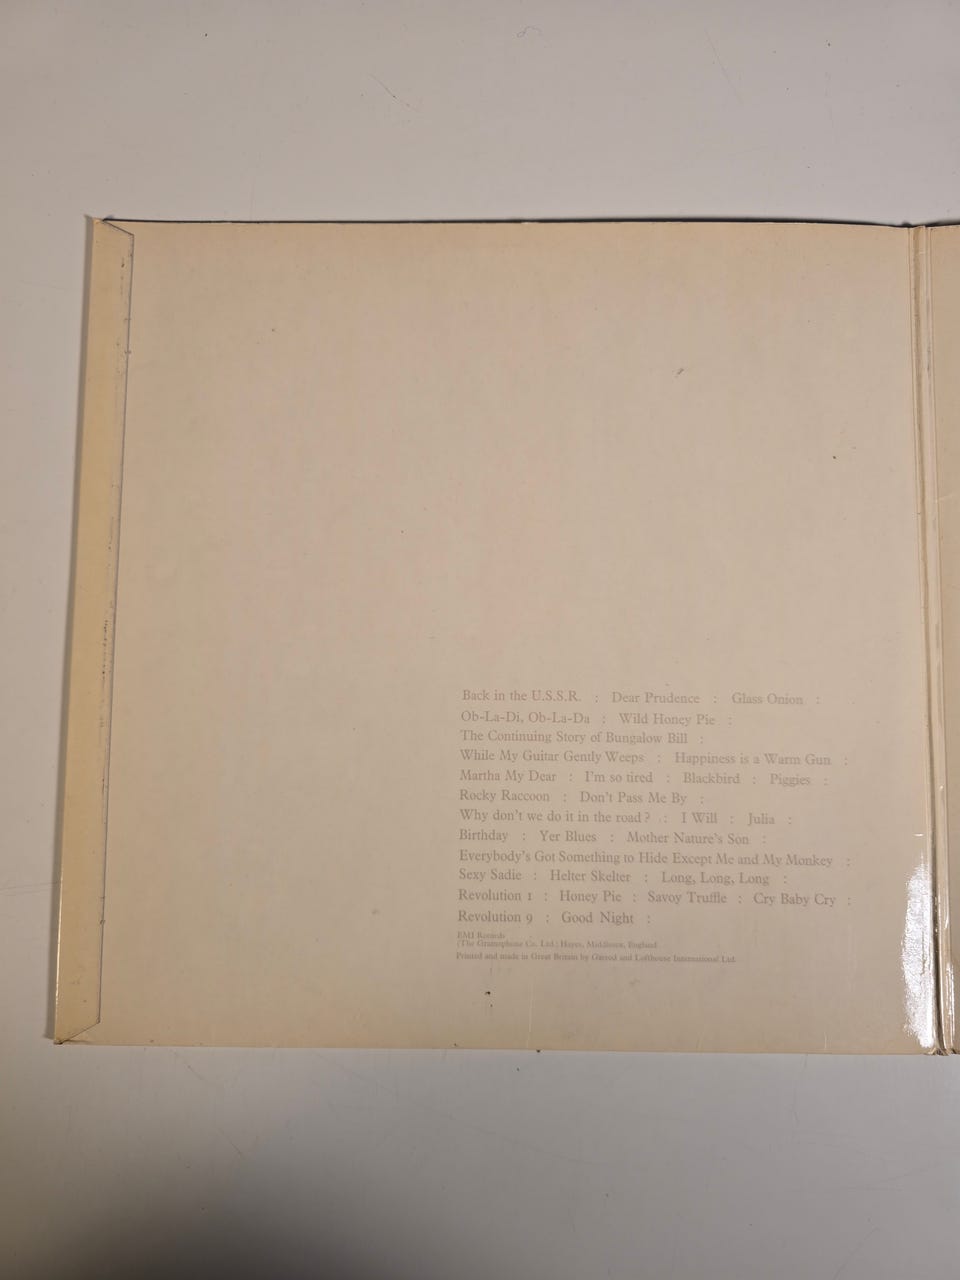 Back in the U.S.S.R. : Dear Prudence : Glass Onion :
Ob-La-Di, Ob-La-Da : Wild Honey Pie :
The Continuing Story of Bungalow Bill :
While My Guitar Gently Weeps : Happiness is a Warm Gun :
Martha My Dear : I'm so tired : Blackbird : Piggies :
Rocky Raccoon : Don't Pass Me By :
Why don't we do it in the road? : I Will : Julia :
Birthday : Yer Blues : Mother Nature's Son :
Everybody's Got Something to Hide Except Me and My Monkey :
Sexy Sadie : Helter Skelter : Long, Long, Long :
Revolution 1 : Honey Pie : Savoy Truffle : Cry Baby Cry :
Revolution 9 : Good Night :
EMI Records
(The Gramophone Co. Ltd.) Hayes, Middlesex, England
Printed and made in Great Britain by Garrod and Lofthouse International Ltd.